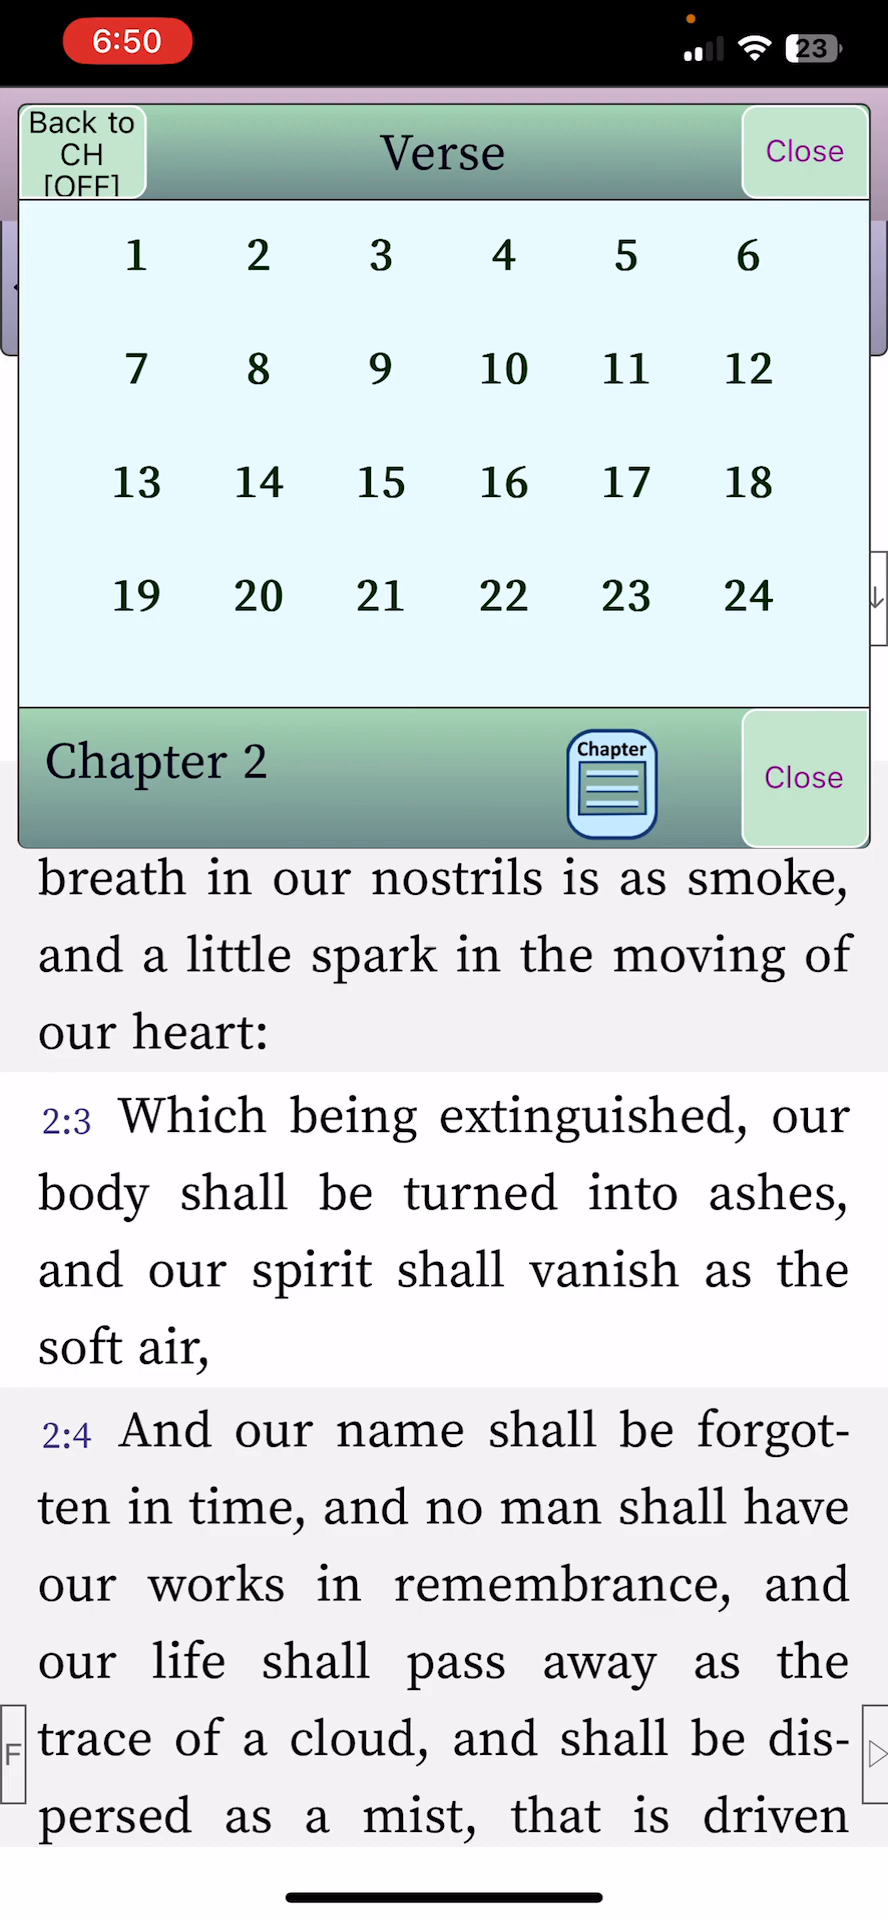 6:50
23
Back to
CH
[OFF]
Verse
Close
1 2 3 4 5 6
7 8 9 10 11 12
13 14 15 16 17 18
19 20 21 22 23 24
Chapter 2
Chapter
Close
breath in our nostrils is as smoke,
and a little spark in the moving of
our heart:
2:3 Which being extinguished, our
body shall be turned into ashes,
and our spirit shall vanish as the
soft air,
2:4 And our name shall be forgot-
ten in time, and no man shall have
our works in remembrance, and
our life shall pass away as the
F
trace of a cloud, and shall be dis-
persed as a mist, that is driven